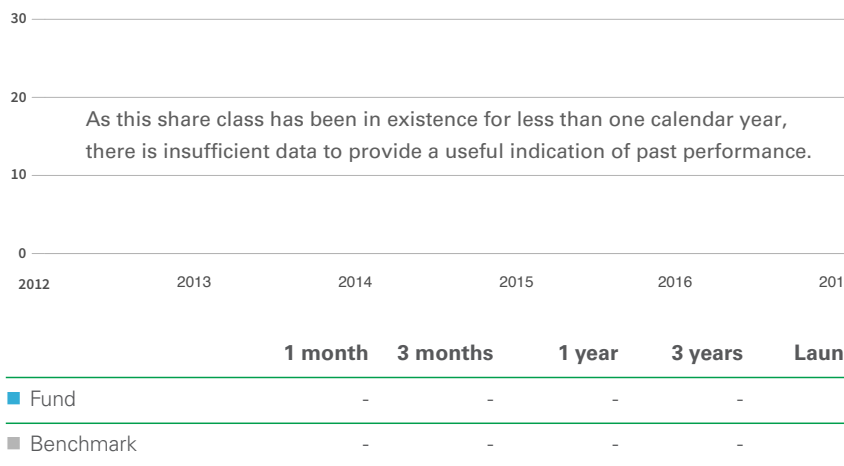 30
20
As this share class has been in existence for less than one calendar year,
there is insufficient data to provide a useful indication of past performance.
10
0
2012 2013 2014 2015 2016 201
1 month 3 months 1 year 3 years Laun
Fund - - - -
Benchmark - - - -